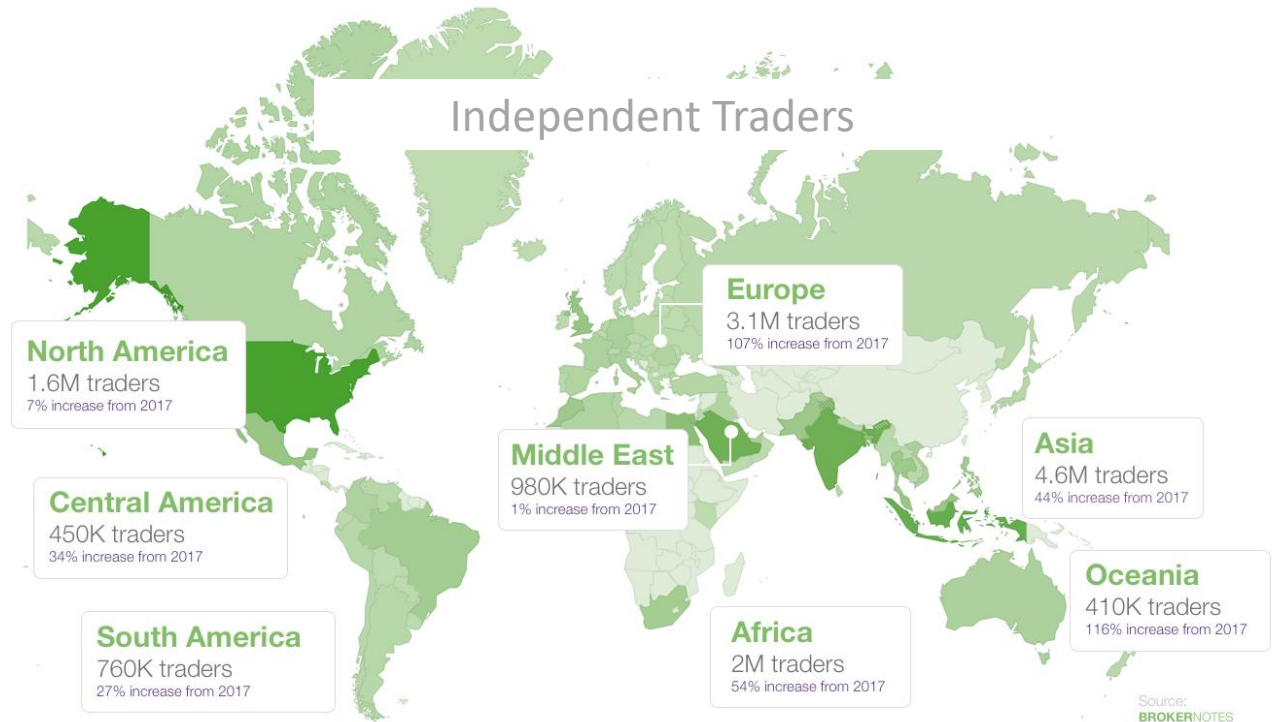 Independent Traders
North America
1.6M traders
7% increase from 2017
Europe
3.1M traders
107% increase from 2017
Middle East
980K traders
1% increase from 2017
Asia
4.6M traders
44% increase from 2017
Central America
450K traders
34% increase from 2017
Oceania
410K traders
116% increase from 2017
South America
760K traders
27% increase from 2017
Africa
2M traders
54% increase from 2017
Source:
BROKERNOTES